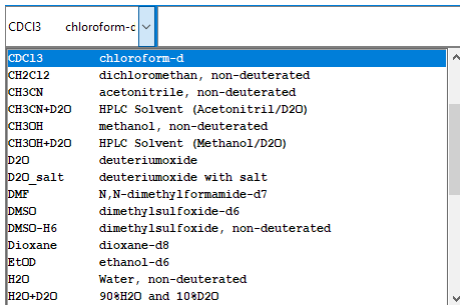 CDCl3 chloroform-c
CDCl3 chloroform-d
CH2Cl2 dichloromethan, non-deuterated
CH3CN acetonitrile, non-deuterated
CH3CN+D2O HPLC Solvent (Acetonitril/D2O)
CH3OH methanol, non-deuterated
CH3OH+D2O HPLC Solvent (Methanol/D2O)
D2O deuteriumoxide
D2O_salt deuteriumoxide with salt
DMF N,N-dimethylformamide-d7
DMSO dimethylsulfoxide-d6
DMSO-H6 dimethylsulfoxide, non-deuterated
Dioxane dioxane-d8
EtOD ethanol-d6
H2O Water, non-deuterated
H2O+D2O 90%H2O and 10%D2O